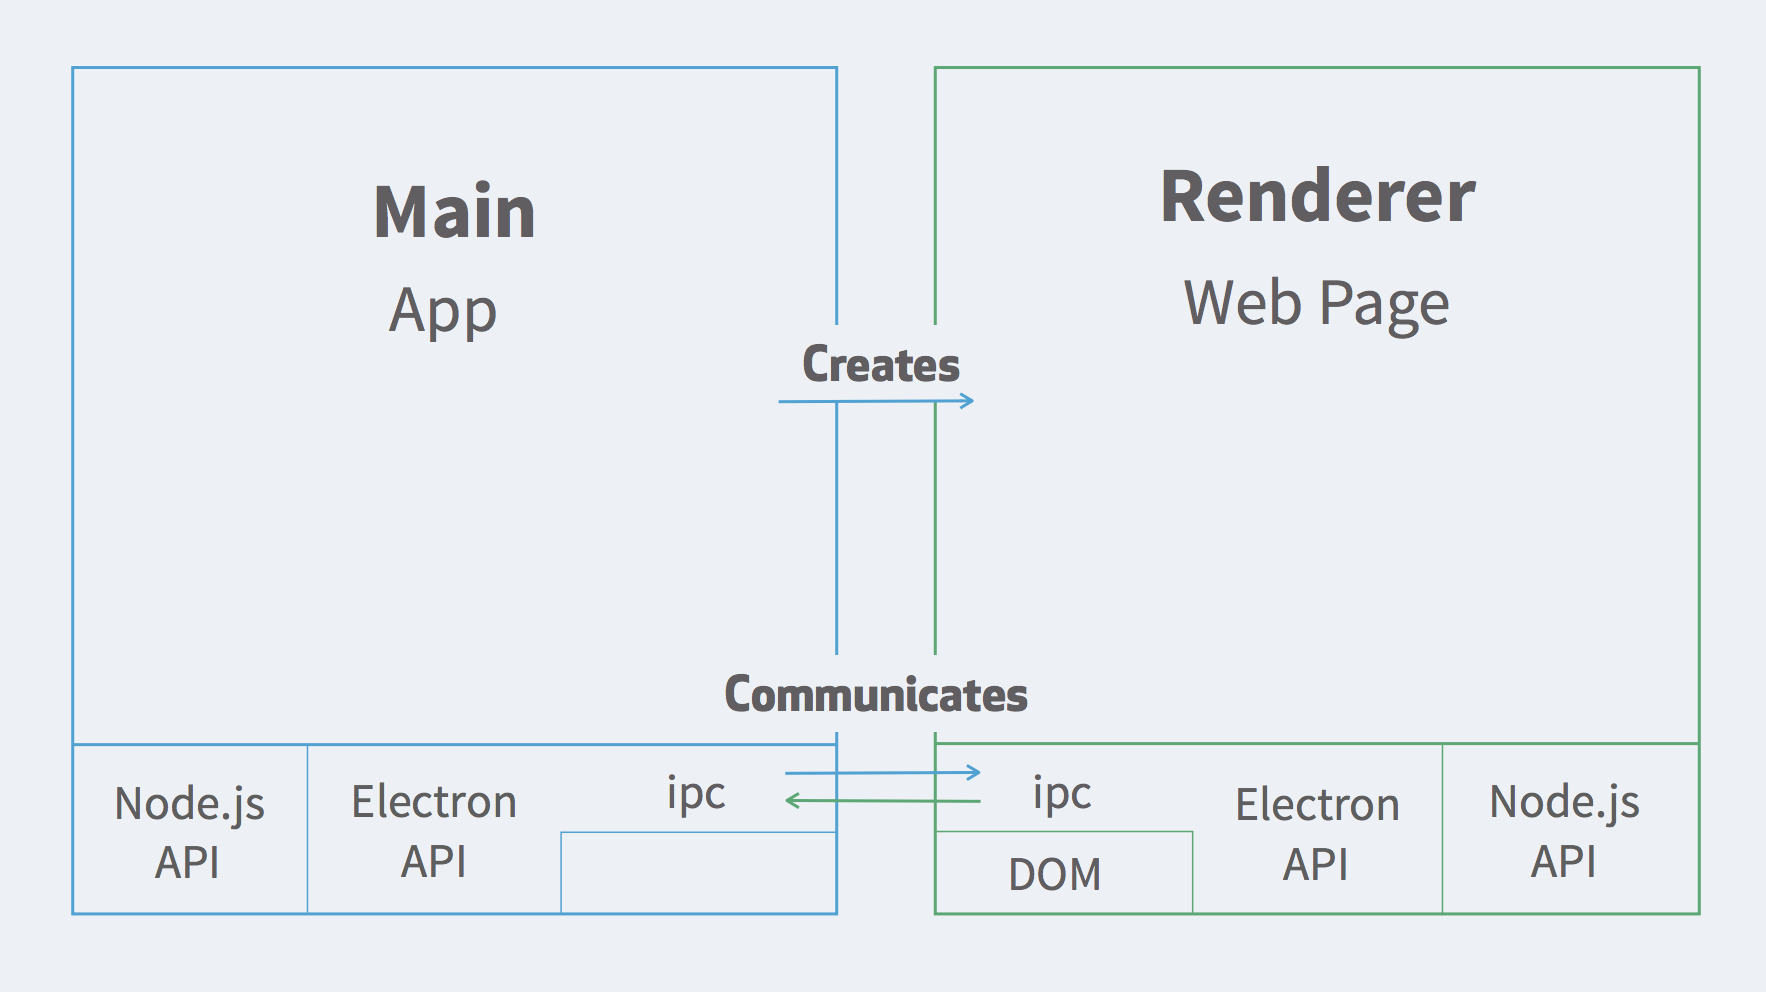 Main
App
Renderer
Web Page
Creates
Communicates
Node.js
API
Electron
API
ipc
ipc
DOM
Electron
API
Node.js
API